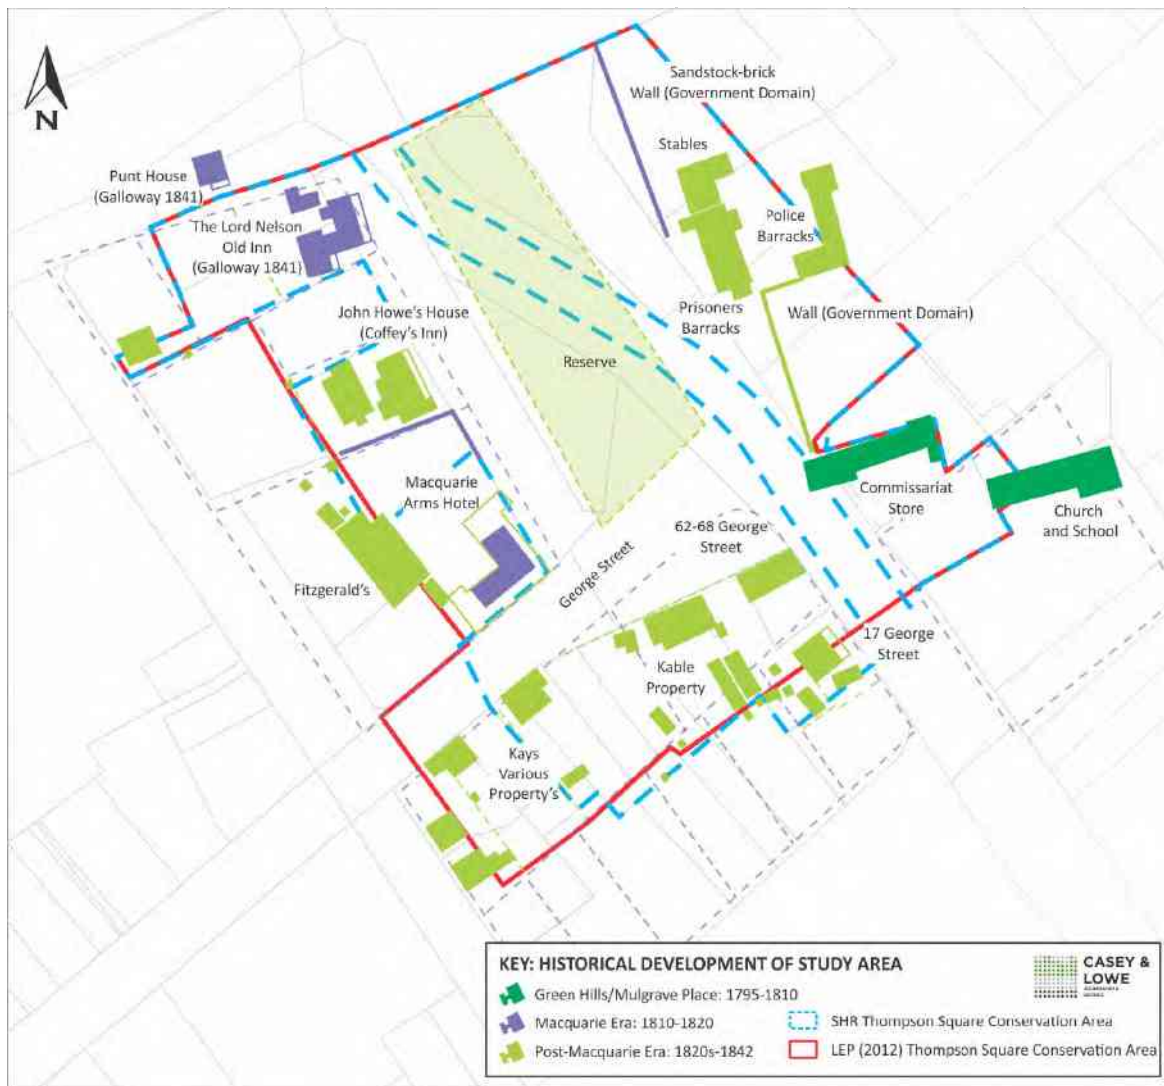 N
Sandstock-brick
Wall (Government Domain)
Stables
Punt House
(Galloway 1841)
The Lord Nelson
Old Inn
(Galloway 1841)
Police
Barracks
Prisoners
Barracks
Wall (Government Domain)
John Howe's House
(Coffey's Inn)
Reserve
Macquarie
Arms Hotel
Commissariat
Store
Church
and School
62-68 George
Street
George Street
Fitzgerald's
17 George
Street
Kable
Property
Kays
Various
Property's
KEY: HISTORICAL DEVELOPMENT OF STUDY AREA
CASEY &
LOWE
Green Hills/Mulgrave Place: 1795-1810
Macquarie Era: 1810-1820
SHR Thompson Square Conservation Area
Post-Macquarie Era: 1820s-1842
LEP (2012) Thompson Square Conservation Area